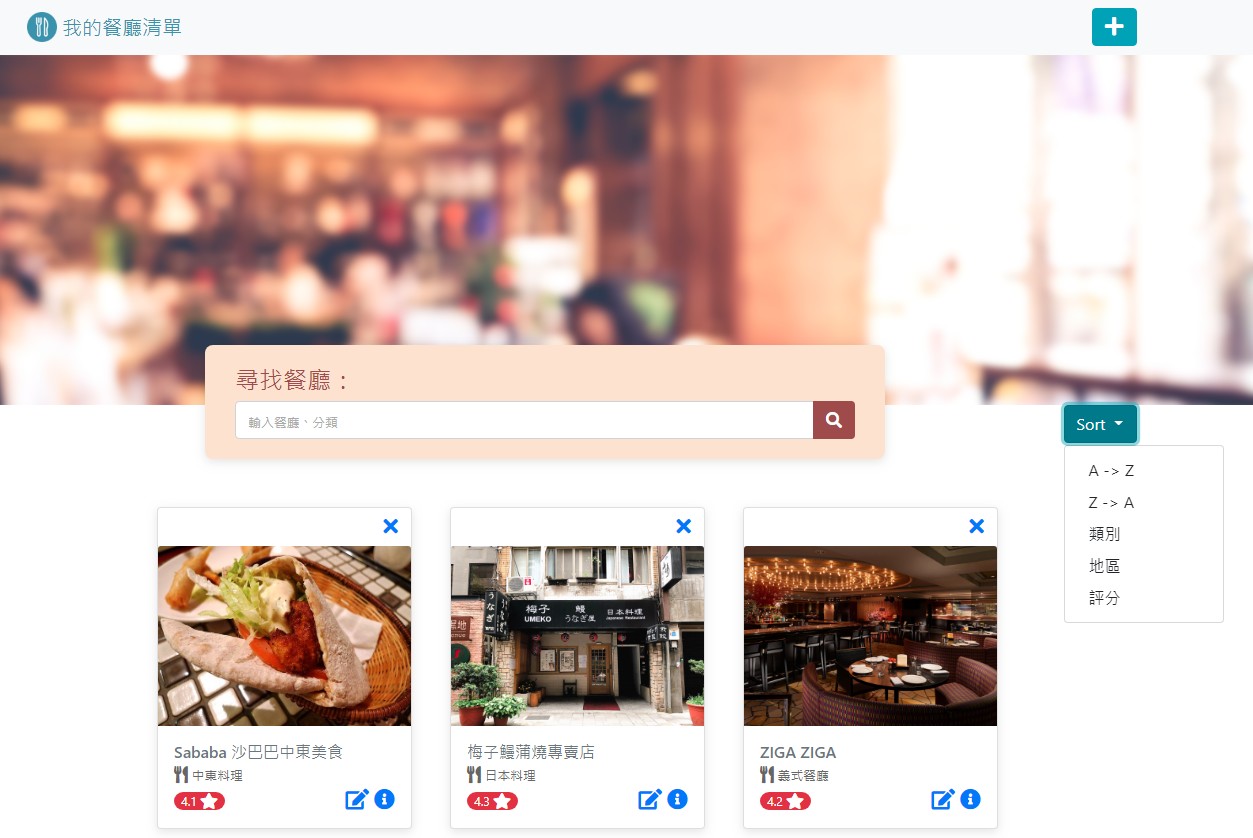 我的餐廳清單
尋找餐廳：
輸入餐廳、分類
Sort
A -> Z
Z -> A
類別
地區
評分
梅子 鰻 日本料理
UMEKO うなぎ屋 Japanese Restaurant
うなぎ
Sababa 沙巴巴中東美食
中東料理
4.1
梅子鰻蒲燒專賣店
日本料理
4.3
ZIGA ZIGA
義式餐廳
4.2